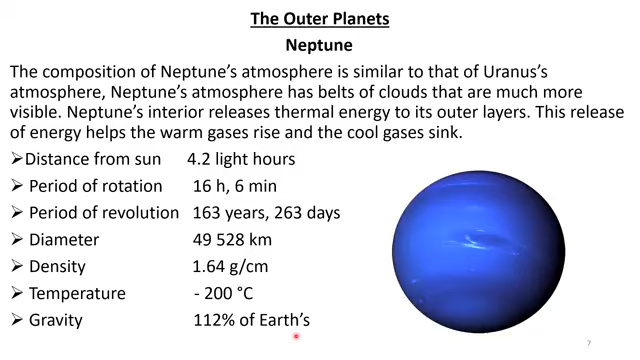 The Outer Planets
Neptune
The composition of Neptune's atmosphere is similar to that of Uranus's
atmosphere, Neptune's atmosphere has belts of clouds that are much more
visible. Neptune's interior releases thermal energy to its outer layers. This release
of energy helps the warm gases rise and the cool gases sink.
➢Distance from sun 4.2 light hours
➢ Period of rotation 16 h, 6 min
➢ Period of revolution 163 years, 263 days
➢ Diameter 49 528 km
➢ Density 1.64 g/cm
➢ Temperature - 200 °C
➢ Gravity 112% of Earth's
7